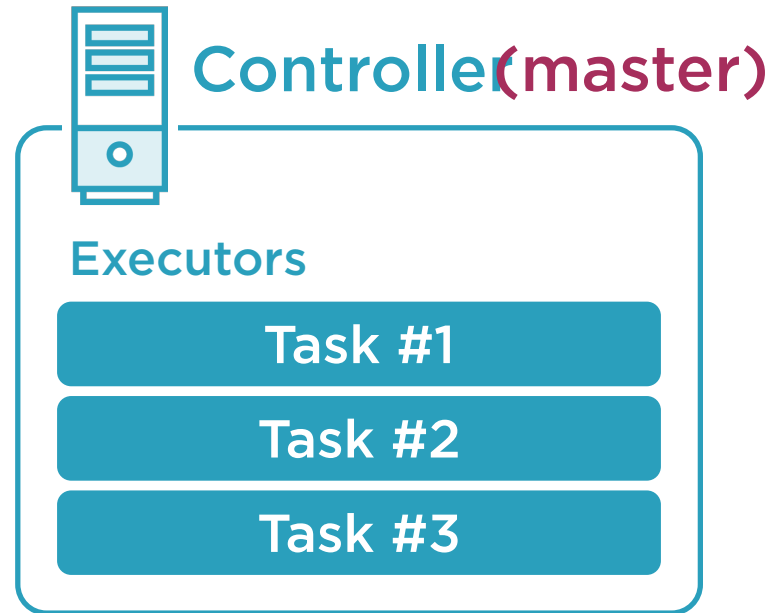 Controller(master)
Executors
Task #1
Task #2
Task #3